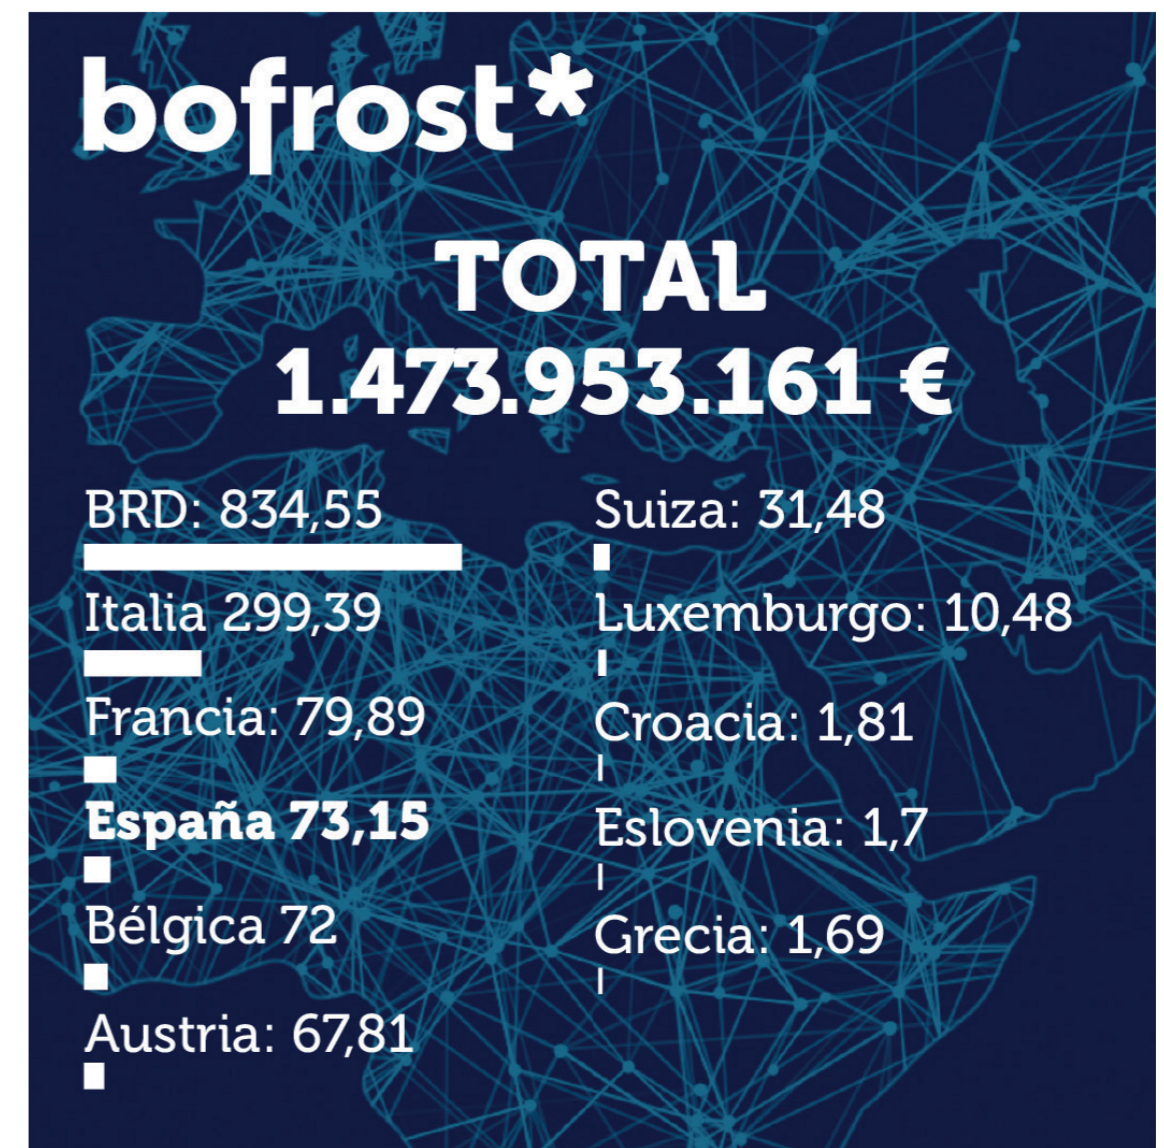 bofrost*
TOTAL
1.473.953.161 €
BRD: 834,55
Italia 299,39
Francia: 79,89
España 73,15
Bélgica 72
Austria: 67,81
Suiza: 31,48
Luxemburgo: 10,48
Croacia: 1,81
Eslovenia: 1,7
Grecia: 1,69